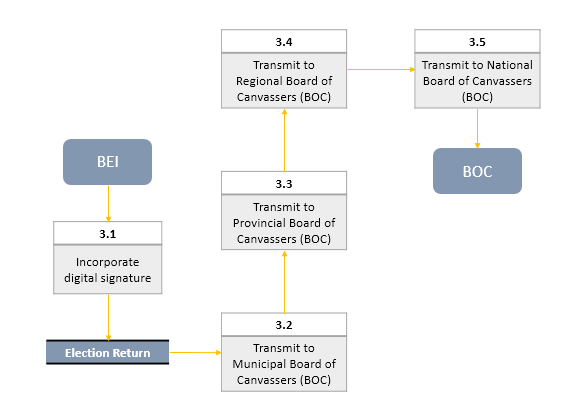 BEI
3.1
Incorporate
digital signature
Election Return
3.2
Transmit to
Municipal Board of
Canvassers (BOC)
3.3
Transmit to
Provincial Board of
Canvassers (BOC)
3.4
Transmit to
Regional Board of
Canvassers (BOC)
3.5
Transmit to National
Board of Canvassers
(BOC)
BOC